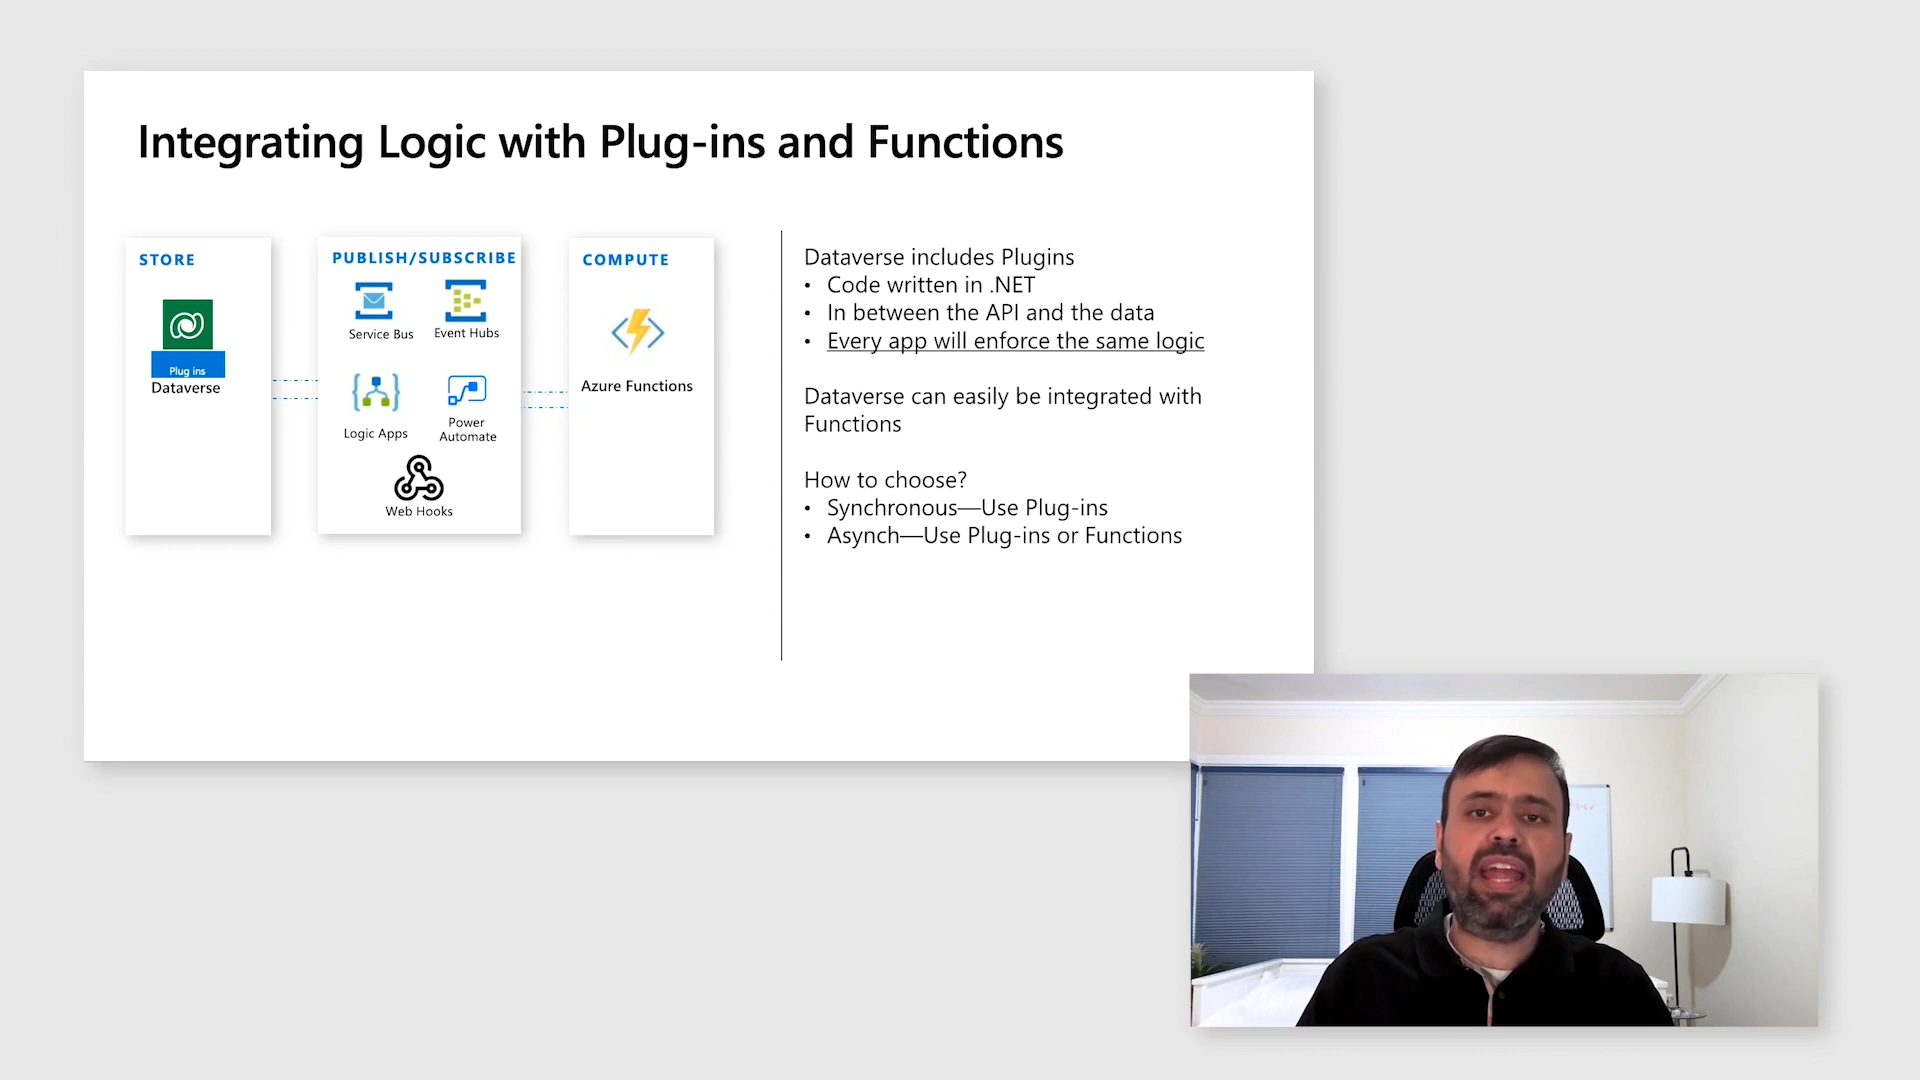 Integrating Logic with Plug-ins and Functions
STORE
Plug ins
Dataverse
PUBLISH/SUBSCRIBE
Service Bus
Event Hubs
Logic Apps
Power
Automate
Web Hooks
COMPUTE
Azure Functions
Dataverse includes Plugins
• Code written in .NET
• In between the API and the data
• Every app will enforce the same logic
Dataverse can easily be integrated with
Functions
How to choose?
• Synchronous—Use Plug-ins
• Asynch—Use Plug-ins or Functions